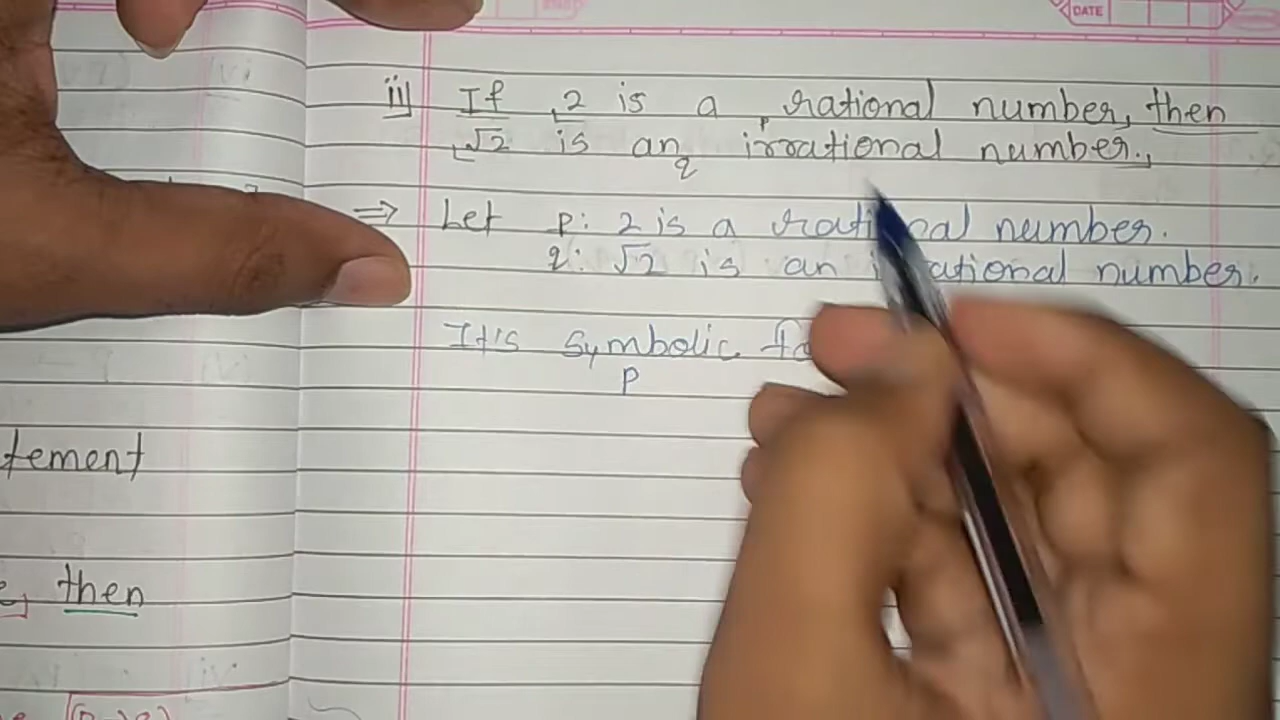 DATE
ii] If 2 is a rational number, then
p
√2 is an irrational number.,
q
⇒ Let p: 2 is a rational number.
q: √2 is an irrational number.
It's symbolic
p
tement
then